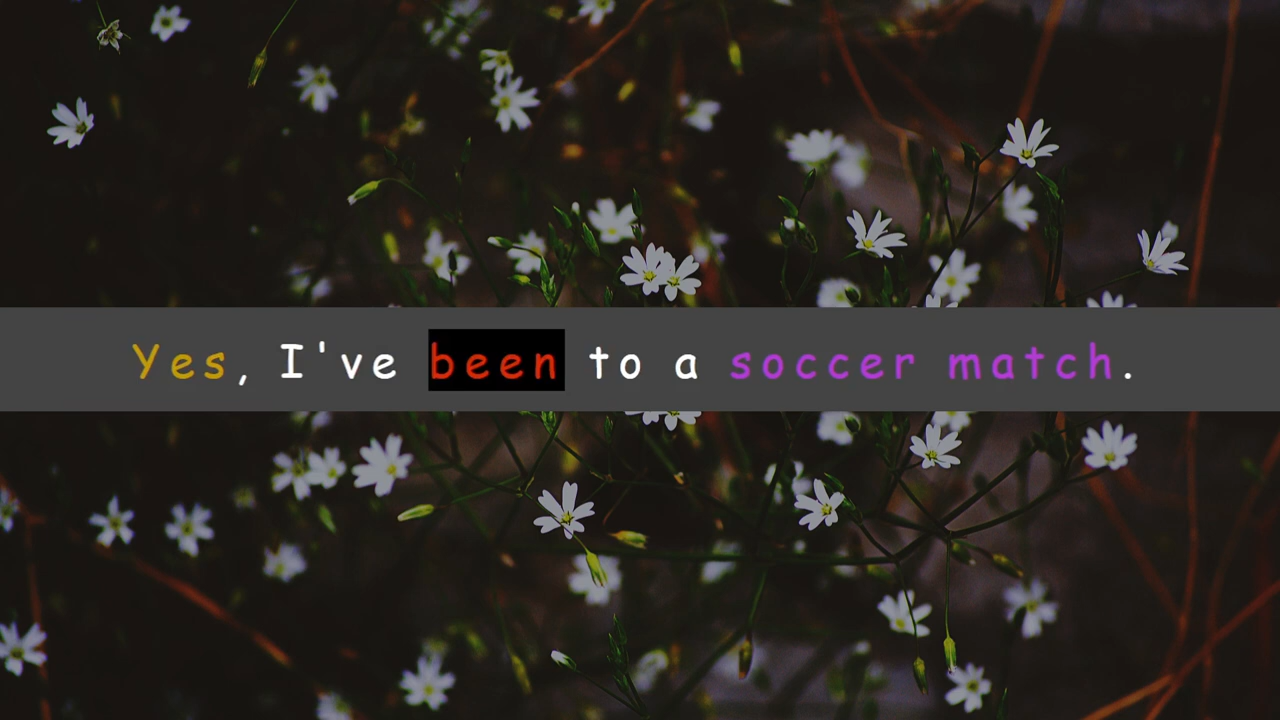 Yes, I've been to a soccer match.